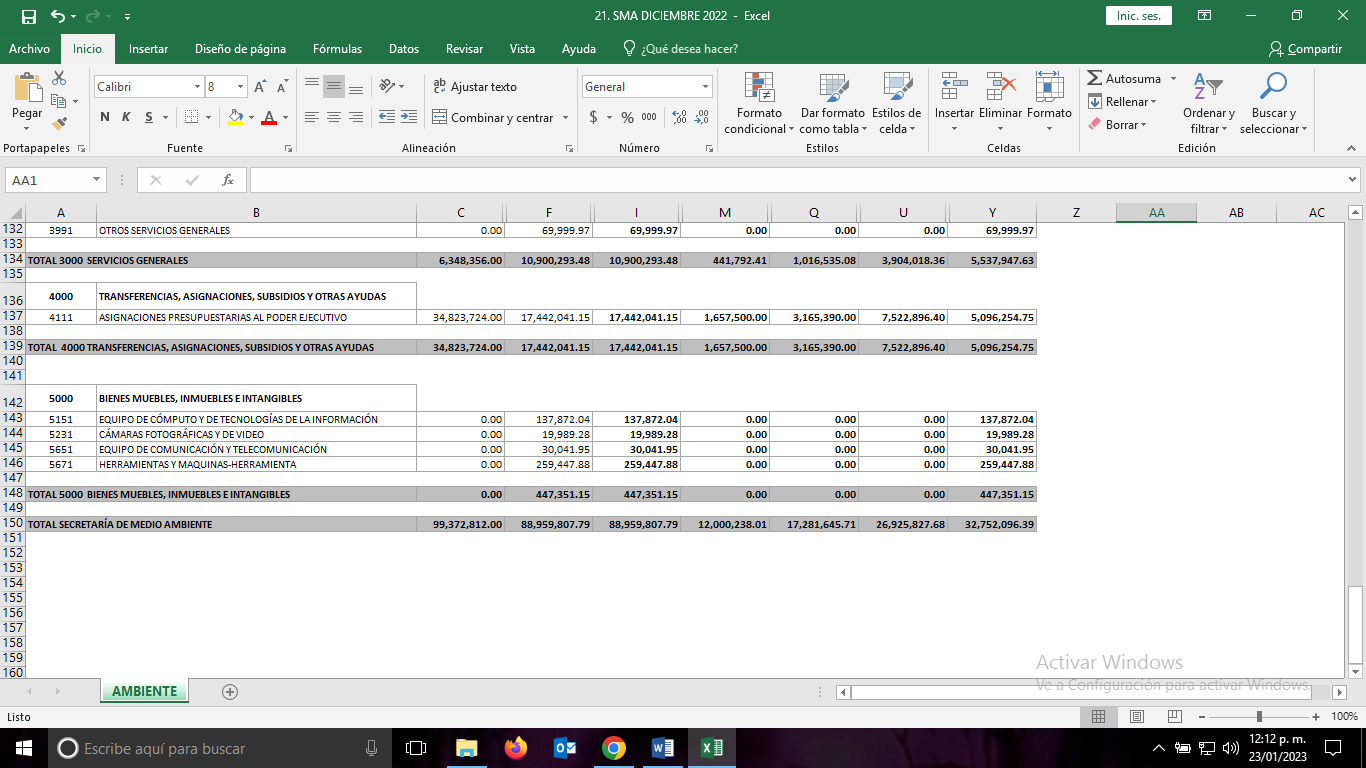 21. SMA DICIEMBRE 2022 - Excel
Inic. ses.
Archivo Inicio Insertar Diseño de página Fórmulas Datos Revisar Vista Ayuda ¿Qué desea hacer? Compartir
Pegar
Calibri 8
N K S
Ajustar texto
Combinar y centrar
General
$ % 000
Formato condicional
Dar formato como tabla
Estilos de celda
Insertar Eliminar Formato
Autosuma
Rellenar
Borrar
Ordenar y filtrar
Buscar y seleccionar
Portapapeles Fuente Alineación Número Estilos Celdas Edición
AA1 fx
A B C F I M Q U Y Z AA AB AC
132 3991 OTROS SERVICIOS GENERALES 0.00 69,999.97 69,999.97 0.00 0.00 0.00 69,999.97
133
134 TOTAL 3000 SERVICIOS GENERALES 6,348,356.00 10,900,293.48 10,900,293.48 441,792.41 1,016,535.08 3,904,018.36 5,537,947.63
135
136 4000 TRANSFERENCIAS, ASIGNACIONES, SUBSIDIOS Y OTRAS AYUDAS
137 4111 ASIGNACIONES PRESUPUESTARIAS AL PODER EJECUTIVO 34,823,724.00 17,442,041.15 17,442,041.15 1,657,500.00 3,165,390.00 7,522,896.40 5,096,254.75
138
139 TOTAL 4000 TRANSFERENCIAS, ASIGNACIONES, SUBSIDIOS Y OTRAS AYUDAS 34,823,724.00 17,442,041.15 17,442,041.15 1,657,500.00 3,165,390.00 7,522,896.40 5,096,254.75
140
141
142 5000 BIENES MUEBLES, INMUEBLES E INTANGIBLES
143 5151 EQUIPO DE CÓMPUTO Y DE TECNOLOGÍAS DE LA INFORMACIÓN 0.00 137,872.04 137,872.04 0.00 0.00 0.00 137,872.04
144 5231 CÁMARAS FOTOGRÁFICAS Y DE VIDEO 0.00 19,989.28 19,989.28 0.00 0.00 0.00 19,989.28
145 5651 EQUIPO DE COMUNICACIÓN Y TELECOMUNICACIÓN 0.00 30,041.95 30,041.95 0.00 0.00 0.00 30,041.95
146 5671 HERRAMIENTAS Y MAQUINAS-HERRAMIENTA 0.00 259,447.88 259,447.88 0.00 0.00 0.00 259,447.88
147
148 TOTAL 5000 BIENES MUEBLES, INMUEBLES E INTANGIBLES 0.00 447,351.15 447,351.15 0.00 0.00 0.00 447,351.15
149
150 TOTAL SECRETARÍA DE MEDIO AMBIENTE 99,372,812.00 88,959,807.79 88,959,807.79 12,000,238.01 17,281,645.71 26,925,827.68 32,752,096.39
151
152
153
154
155
156
157
158
159
160
Activar Windows
Ve a Configuración para activar Windows.
AMBIENTE
Listo 100%
Escribe aquí para buscar
12:12 p. m.
23/01/2023